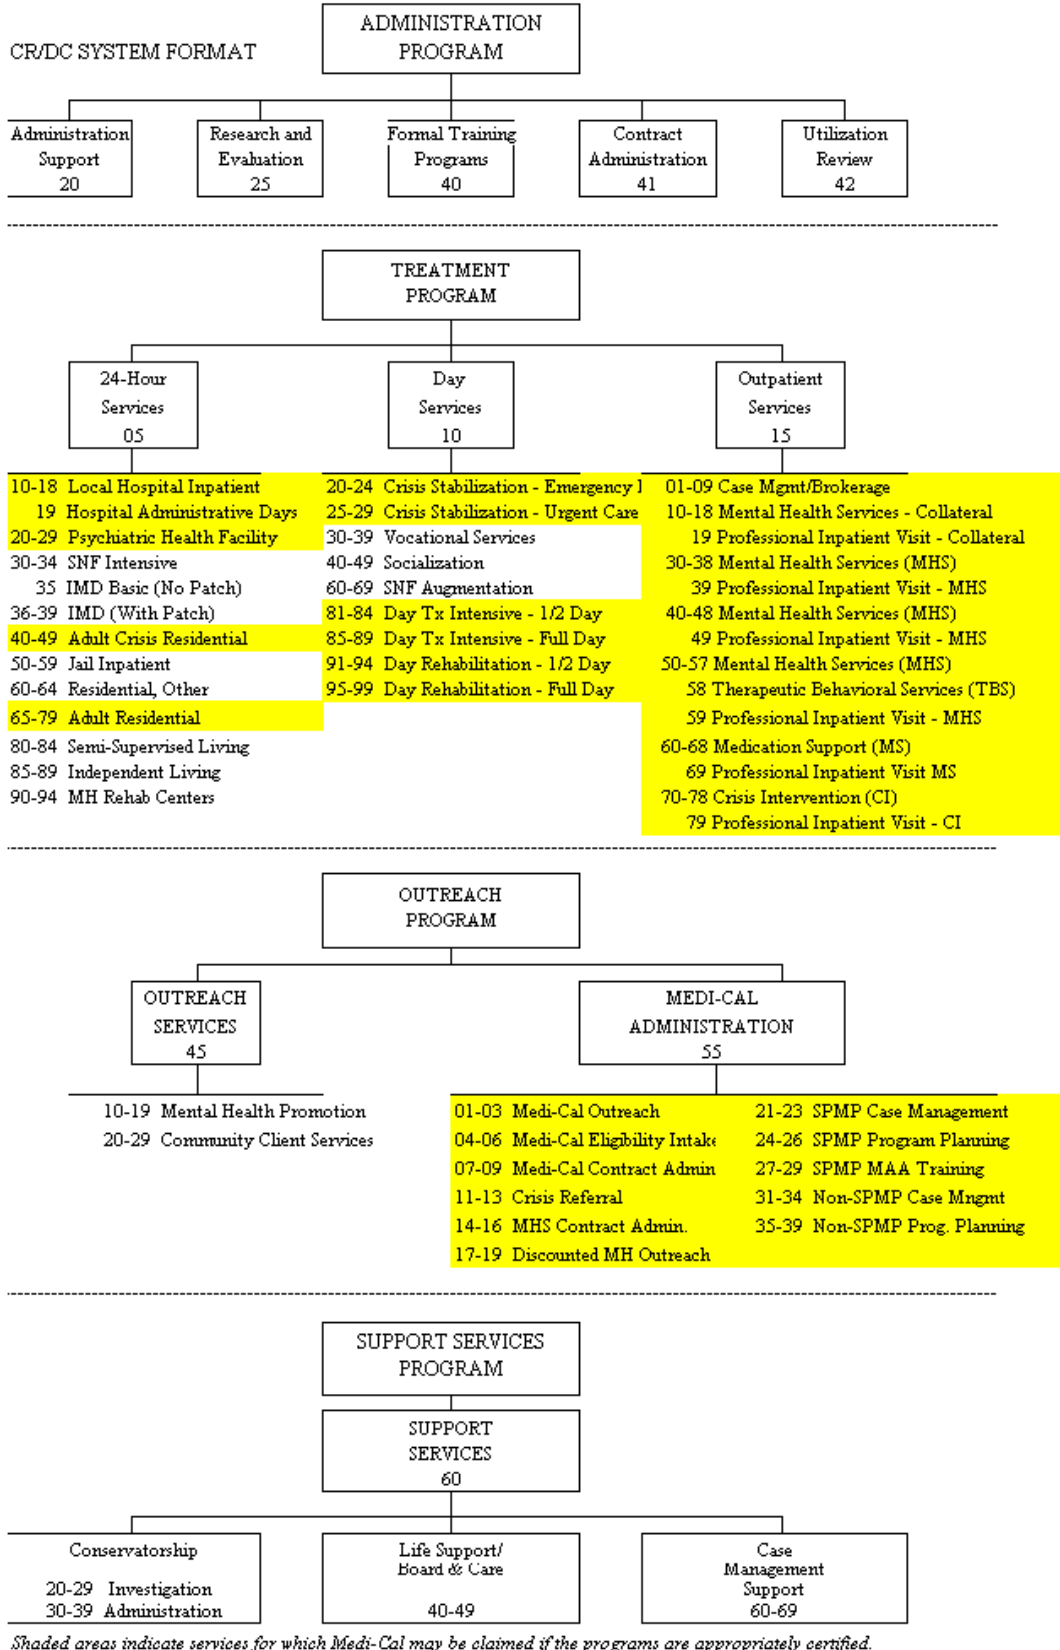 ADMINISTRATION
PROGRAM
CR/DC SYSTEM FORMAT
Administration
Support
20
Research and
Evaluation
25
Formal Training
Programs
40
Contract
Administration
41
Utilization
Review
42
TREATMENT
PROGRAM
24-Hour
Services
05
Day
Services
10
Outpatient
Services
15
10-18 Local Hospital Inpatient
19 Hospital Administrative Days
20-29 Psychiatric Health Facility
30-34 SNF Intensive
35 IMD Basic (No Patch)
36-39 IMD (With Patch)
40-49 Adult Crisis Residential
50-59 Jail Inpatient
60-64 Residential, Other
65-79 Adult Residential
80-84 Semi-Supervised Living
85-89 Independent Living
90-94 MH Rehab Centers
20-24 Crisis Stabilization - Emergency
25-29 Crisis Stabilization - Urgent Care
30-39 Vocational Services
40-49 Socialization
60-69 SNF Augmentation
81-84 Day Tx Intensive - 1/2 Day
85-89 Day Tx Intensive - Full Day
91-94 Day Rehabilitation - 1/2 Day
95-99 Day Rehabilitation - Full Day
01-09 Case Mgmt/Brokerage
10-18 Mental Health Services - Collateral
19 Professional Inpatient Visit - Collateral
30-38 Mental Health Services (MHS)
39 Professional Inpatient Visit - MHS
40-48 Mental Health Services (MHS)
49 Professional Inpatient Visit - MHS
50-57 Mental Health Services (MHS)
58 Therapeutic Behavioral Services (TBS)
59 Professional Inpatient Visit - MHS
60-68 Medication Support (MS)
69 Professional Inpatient Visit MS
70-78 Crisis Intervention (CI)
79 Professional Inpatient Visit - CI
OUTREACH
PROGRAM
OUTREACH
SERVICES
45
MEDI-CAL
ADMINISTRATION
55
10-19 Mental Health Promotion
20-29 Community Client Services
01-03 Medi-Cal Outreach
04-06 Medi-Cal Eligibility Intake
07-09 Medi-Cal Contract Admin
11-13 Crisis Referral
14-16 MHS Contract Admin.
17-19 Discounted MH Outreach
21-23 SPMP Case Management
24-26 SPMP Program Planning
27-29 SPMP MAA Training
31-34 Non-SPMP Case Mngmt
35-39 Non-SPMP Prog. Planning
SUPPORT SERVICES
PROGRAM
SUPPORT
SERVICES
60
Conservatorship
20-29 Investigation
30-39 Administration
Life Support/
Board & Care
40-49
Case
Management
Support
60-69
Shaded areas indicate services for which Medi-Cal may be claimed if the programs are appropriately certified.